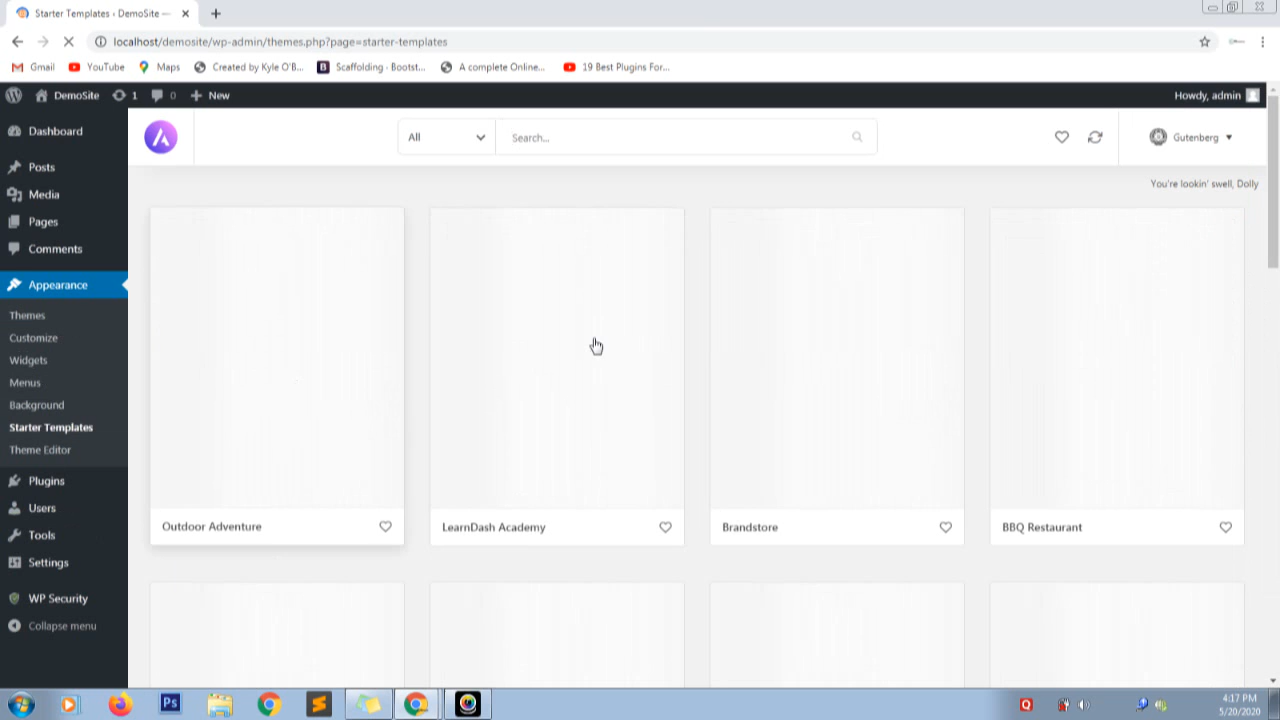 Starter Templates ‹ DemoSite —
localhost/demosite/wp-admin/themes.php?page=starter-templates
Gmail
YouTube
Maps
Created by Kyle O'B...
Scaffolding · Bootst...
A complete Online...
19 Best Plugins For...
DemoSite
1
0
New
Howdy, admin
Dashboard
Posts
Media
Pages
Comments
Appearance
Themes
Customize
Widgets
Menus
Background
Starter Templates
Theme Editor
Plugins
Users
Tools
Settings
WP Security
Collapse menu
All
Search...
Gutenberg
You're lookin' swell, Dolly
Outdoor Adventure
LearnDash Academy
Brandstore
BBQ Restaurant
Ps
Q
4:17 PM
5/20/2020